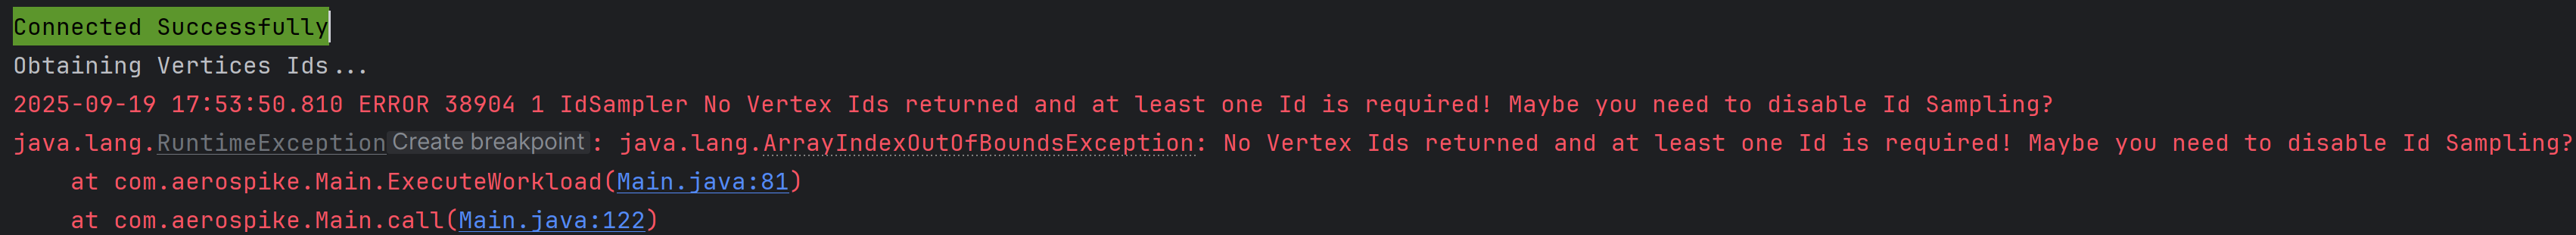 Connected Successfully
Obtaining Vertices Ids...
2025-09-19 17:53:50.810 ERROR 38904 1 IdSampler No Vertex Ids returned and at least one Id is required! Maybe you need to disable Id Sampling?
java.lang.RuntimeException Create breakpoint : java.lang.ArrayIndexOutOfBoundsException: No Vertex Ids returned and at least one Id is required! Maybe you need to disable Id Sampling?
    at com.aerospike.Main.ExecuteWorkload(Main.java:81)
    at com.aerospike.Main.call(Main.java:122)